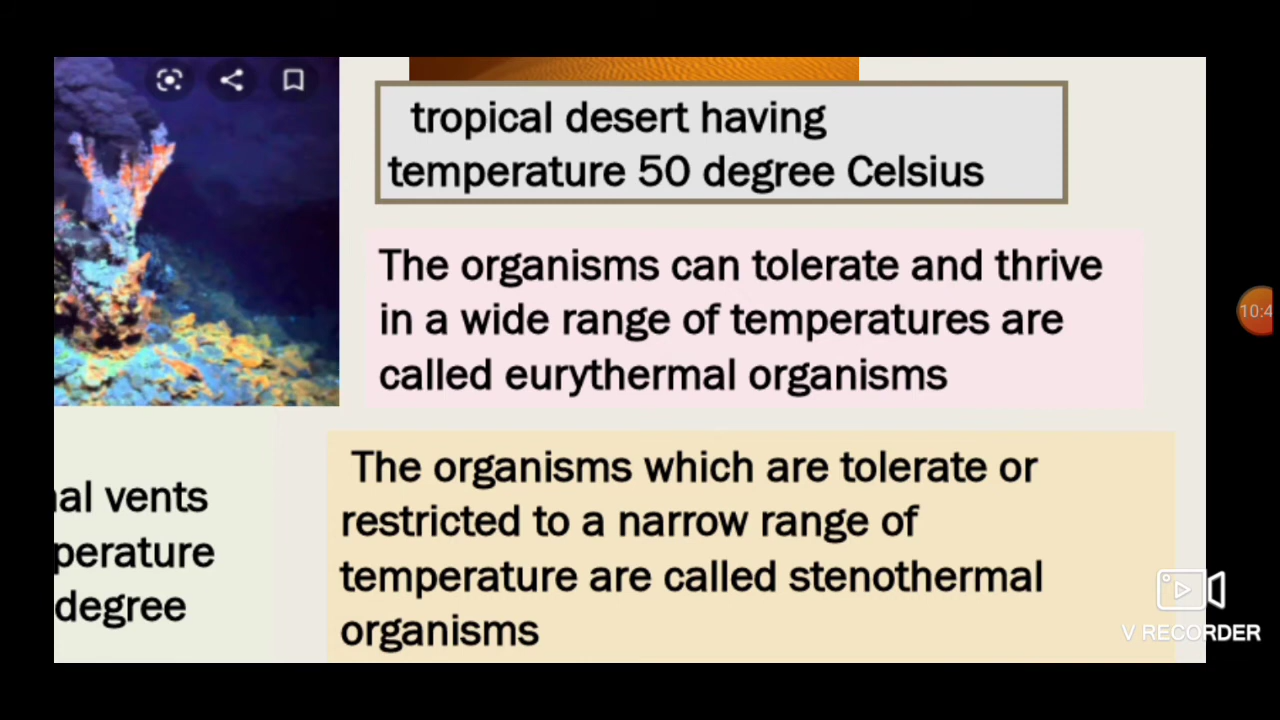 tropical desert having
temperature 50 degree Celsius
The organisms can tolerate and thrive
in a wide range of temperatures are
called eurythermal organisms
vents
degree
The organisms which are tolerate or
restricted to a narrow range of
temperature are called stenothermal
organisms
10:4
V RECORDER